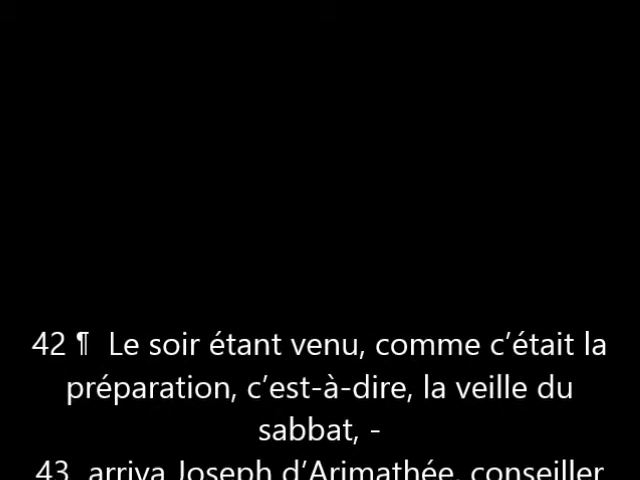 42 ¶  Le soir étant venu, comme c’était la
préparation, c’est-à-dire, la veille du
sabbat, -
43  arriva Joseph d’Arimathée, conseiller